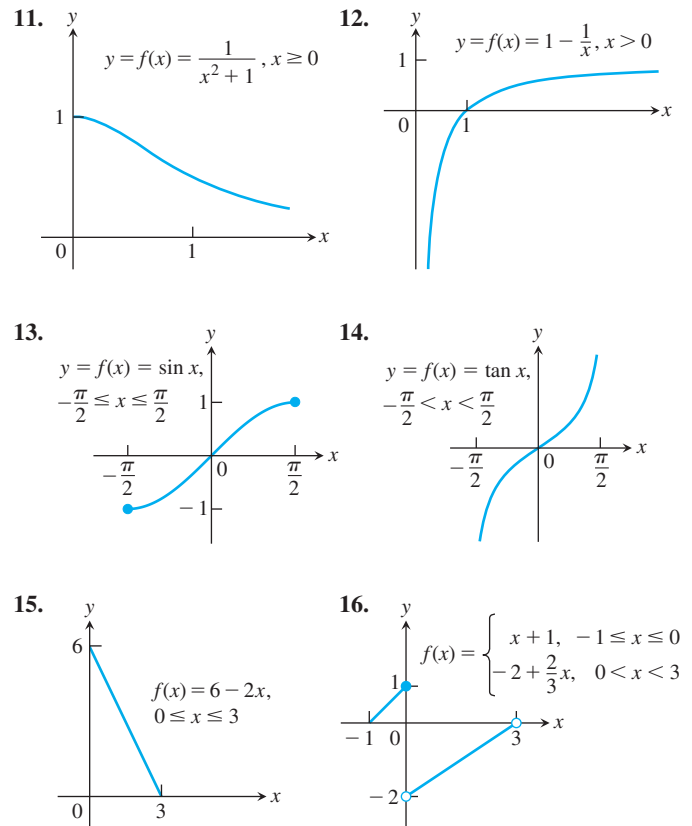 11.
y
y = f(x) = 1/(x² + 1), x ≥ 0
1
0
1
x
12.
y
y = f(x) = 1 − 1/x, x > 0
1
0
1
x
13.
y
y = f(x) = sin x,
−π/2 ≤ x ≤ π/2
1
x
−π/2
0
π/2
−1
14.
y
y = f(x) = tan x,
−π/2 < x < π/2
x
−π/2
0
π/2
15.
y
6
f(x) = 6 − 2x,
0 ≤ x ≤ 3
0
3
x
16.
y
f(x) = {
x + 1, −1 ≤ x ≤ 0
−2 + 2/3 x, 0 < x < 3
1
x
−1
0
3
−2